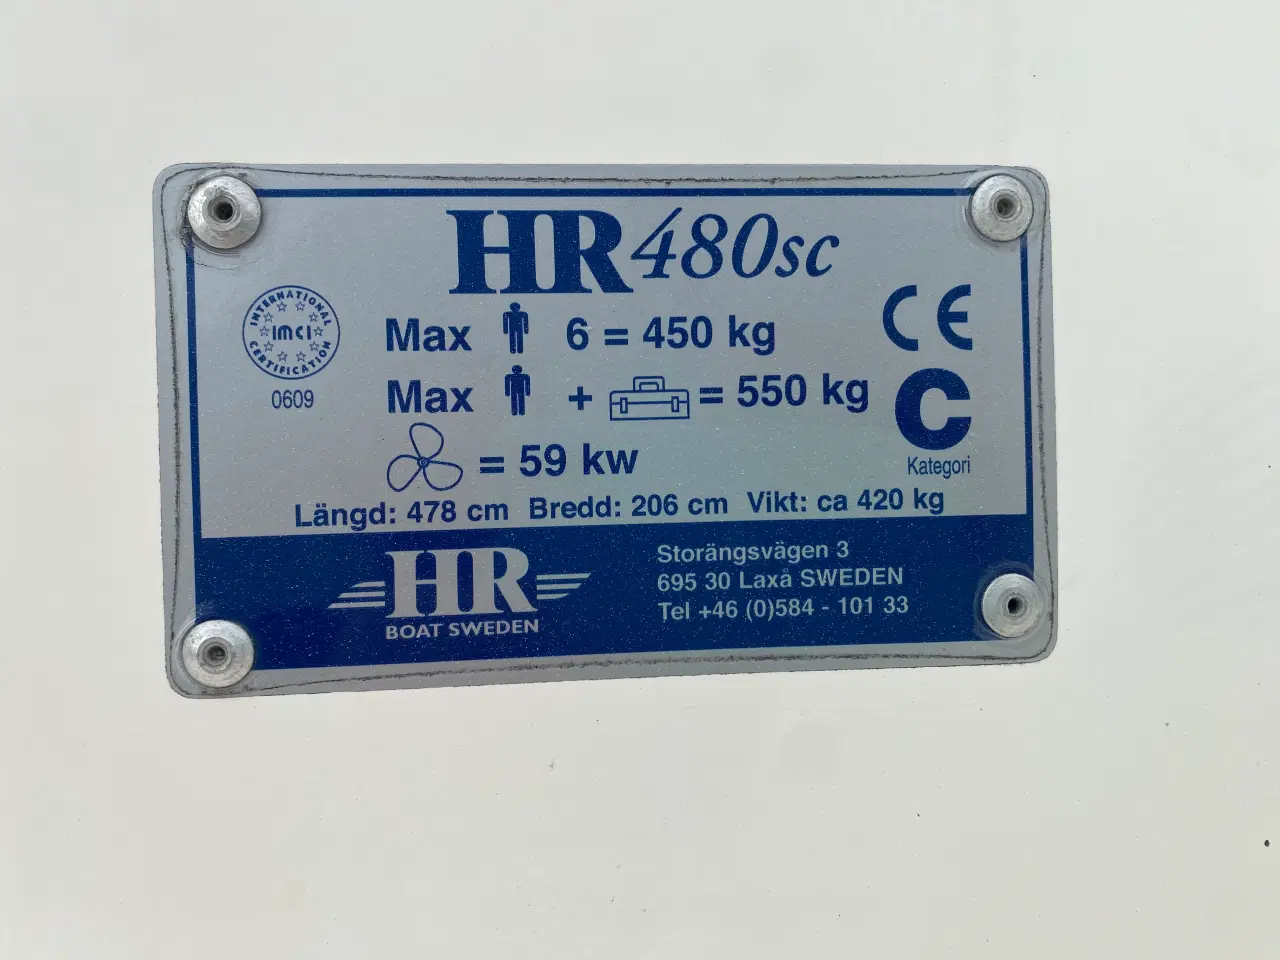 HR 480sc
INTERNATIONAL
IMCI
CERTIFICATION
0609
Max 6 = 450 kg
Max + = 550 kg
= 59 kw
CE
C
Kategori
Längd: 478 cm Bredd: 206 cm Vikt: ca 420 kg
HR
BOAT SWEDEN
Storängsvägen 3
695 30 Laxå SWEDEN
Tel +46 (0)584 - 101 33